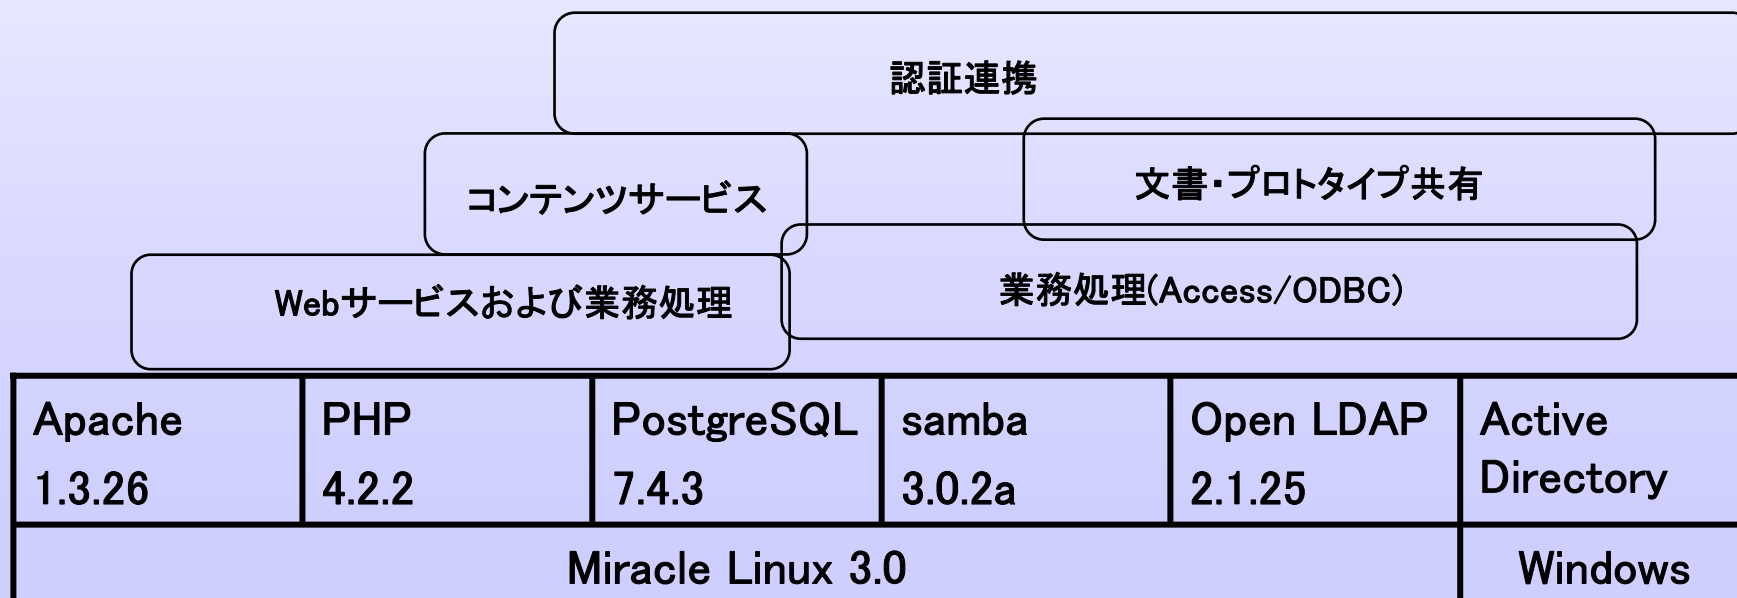 認証連携
文書・プロトタイプ共有
コンテンツサービス
業務処理(Access/ODBC)
Webサービスおよび業務処理
Apache
1.3.26
PHP
4.2.2
PostgreSQL
7.4.3
samba
3.0.2a
Open LDAP
2.1.25
Active
Directory
Miracle Linux 3.0
Windows